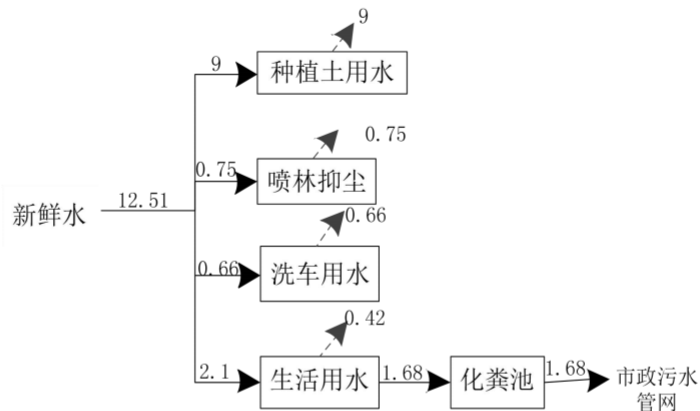 9
9
种植土用水
0.75
0.75
喷林抑尘
新鲜水
12.51
0.66
0.66
洗车用水
0.42
2.1
生活用水
1.68
化粪池
1.68
市政污水
管网